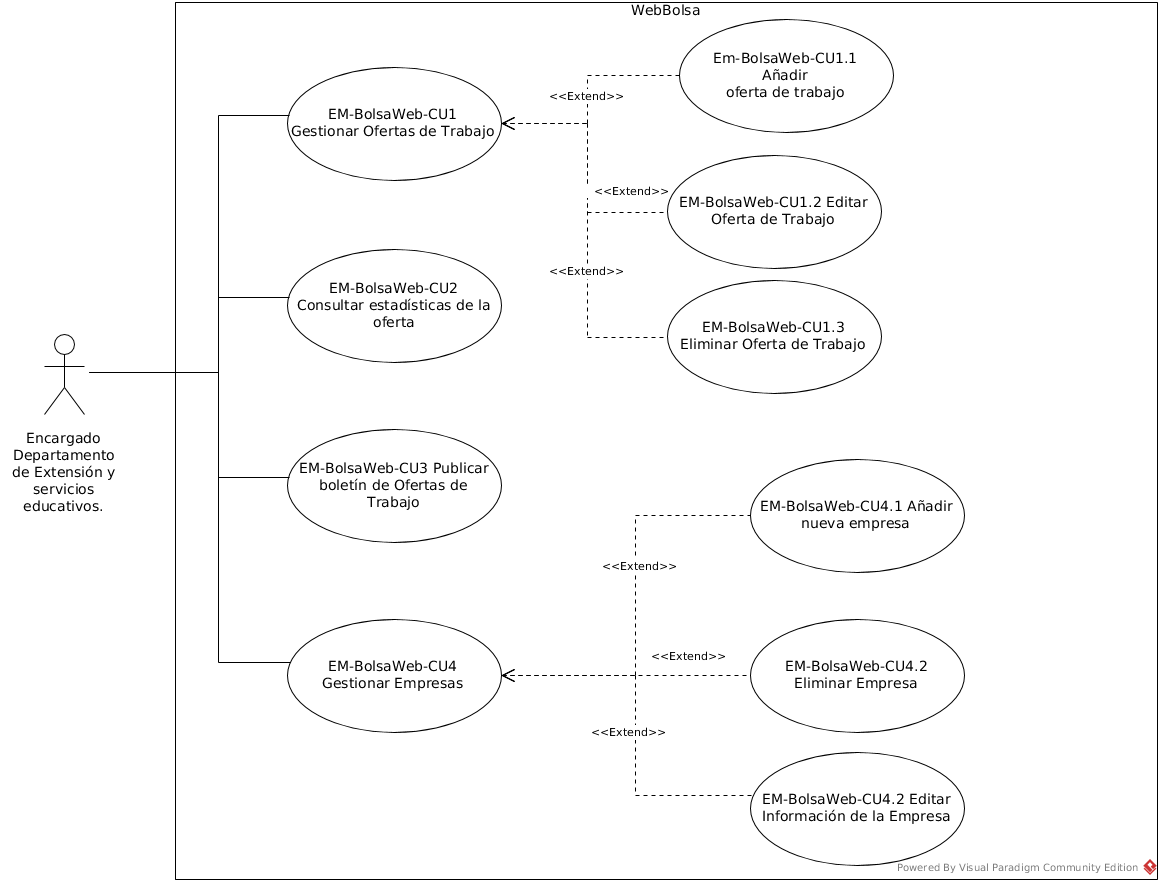 WebBolsa
Em-BolsaWeb-CU1.1
Añadir
oferta de trabajo
<<Extend>>
EM-BolsaWeb-CU1
Gestionar Ofertas de Trabajo
<<Extend>>
EM-BolsaWeb-CU1.2 Editar
Oferta de Trabajo
<<Extend>>
EM-BolsaWeb-CU1.3
Eliminar Oferta de Trabajo
EM-BolsaWeb-CU2
Consultar estadísticas de la
oferta
Encargado
Departamento
de Extensión y
servicios
educativos.
EM-BolsaWeb-CU3 Publicar
boletín de Ofertas de
Trabajo
EM-BolsaWeb-CU4.1 Añadir
nueva empresa
<<Extend>>
EM-BolsaWeb-CU4
Gestionar Empresas
<<Extend>>
EM-BolsaWeb-CU4.2
Eliminar Empresa
<<Extend>>
EM-BolsaWeb-CU4.2 Editar
Información de la Empresa
Powered By Visual Paradigm Community Edition